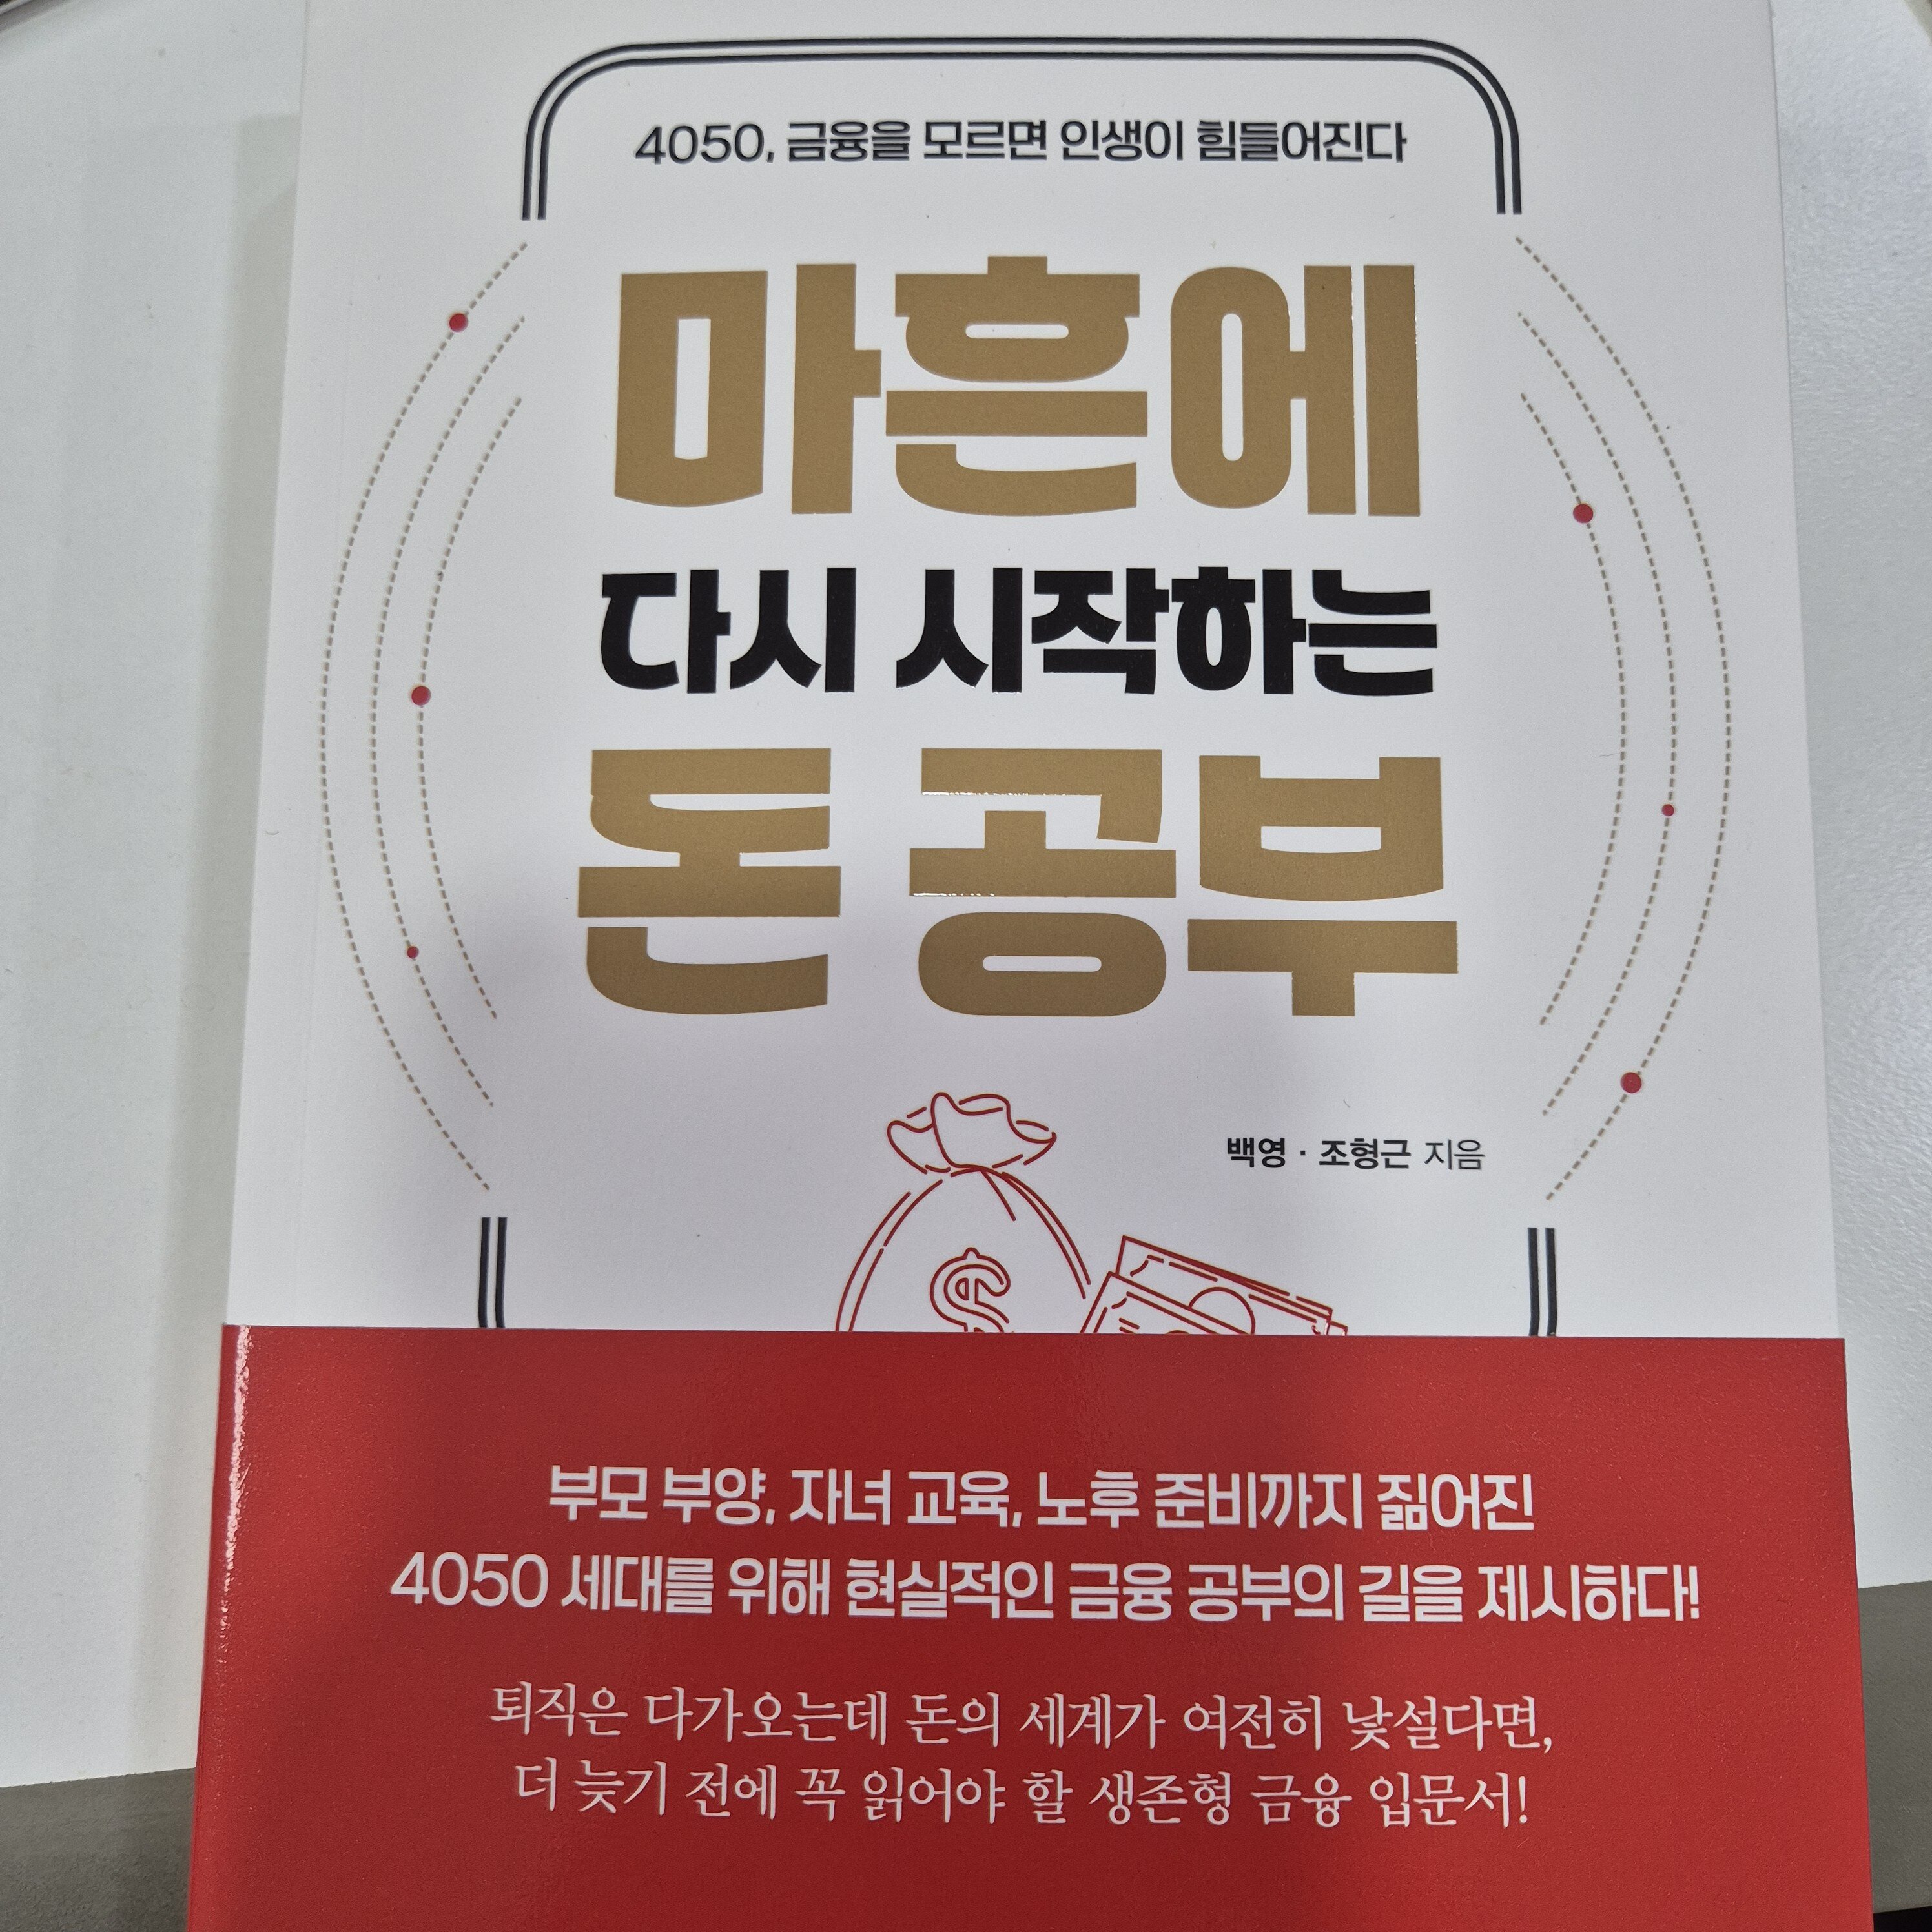 4050, 금융을 모르면 인생이 힘들어진다
마흔에
다시 시작하는
돈 공부
백영 · 조형근 지음
$
부모 부양, 자녀 교육, 노후 준비까지 짊어진
4050 세대를 위해 현실적인 금융 공부의 길을 제시하다!
퇴직은 다가오는데 돈의 세계가 여전히 낯설다면,
더 늦기 전에 꼭 읽어야 할 생존형 금융 입문서!